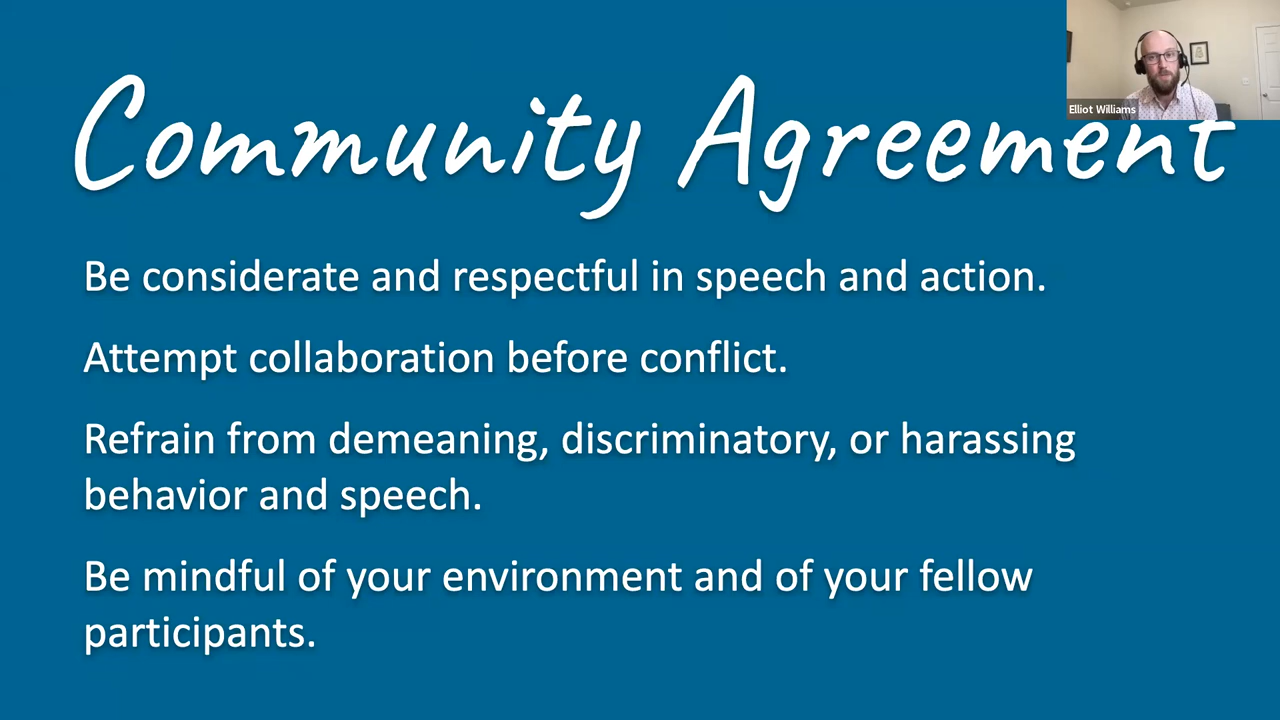 Community Agreement
Elliot Williams
Be considerate and respectful in speech and action.
Attempt collaboration before conflict.
Refrain from demeaning, discriminatory, or harassing
behavior and speech.
Be mindful of your environment and of your fellow
participants.